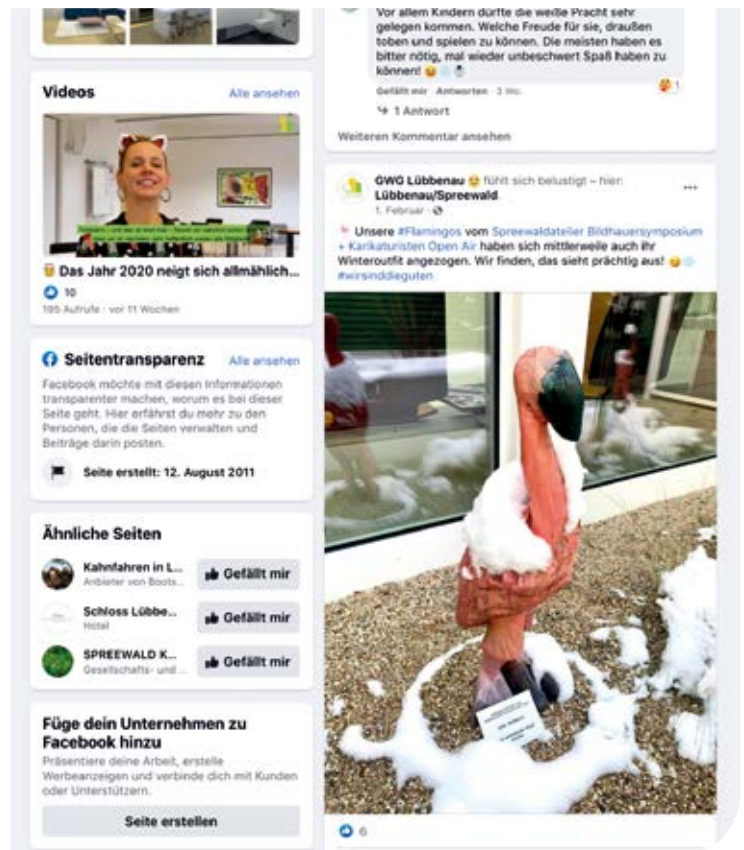 Videos
Alle ansehen
Das Jahr 2020 neigt sich allmählich...
10
195 Aufrufe · vor 11 Wochen
Seitentransparenz
Alle ansehen
Facebook möchte mit diesen Informationen
transparenter machen, worum es bei dieser
Seite geht. Hier erfährst du mehr zu den
Personen, die die Seiten verwalten und
Beiträge darin posten.
Seite erstellt: 12. August 2011
Ähnliche Seiten
Kahnfahren in L...
Anbieter von Boots...
Gefällt mir
Schloss Lübbe...
Hotel
Gefällt mir
SPREEWALD K...
Gesellschafts- und ...
Gefällt mir
Füge dein Unternehmen zu
Facebook hinzu
Präsentiere deine Arbeit, erstelle
Werbeanzeigen und verbinde dich mit Kunden
oder Unterstützern.
Seite erstellen
Vor allem Kindern dürfte die weiße Pracht sehr
gelegen kommen. Welche Freude für sie, draußen
toben und spielen zu können. Die meisten haben es
bitter nötig, mal wieder unbeschwert Spaß haben zu
können! 😉❄️⛄
Gefällt mir · Antworten · 3 Wo.
1
1 Antwort
Weiteren Kommentar ansehen
GWG Lübbenau 😀 fühlt sich belustigt – hier:
Lübbenau/Spreewald
1. Februar
Unsere #Flamingos vom Spreewaldatelier Bildhauersymposium
+ Karikaturisten Open Air haben sich mittlerweile auch ihr
Winteroutfit angezogen. Wir finden, das sieht prächtig aus! 😉❄️
#wirsinddieguten
6